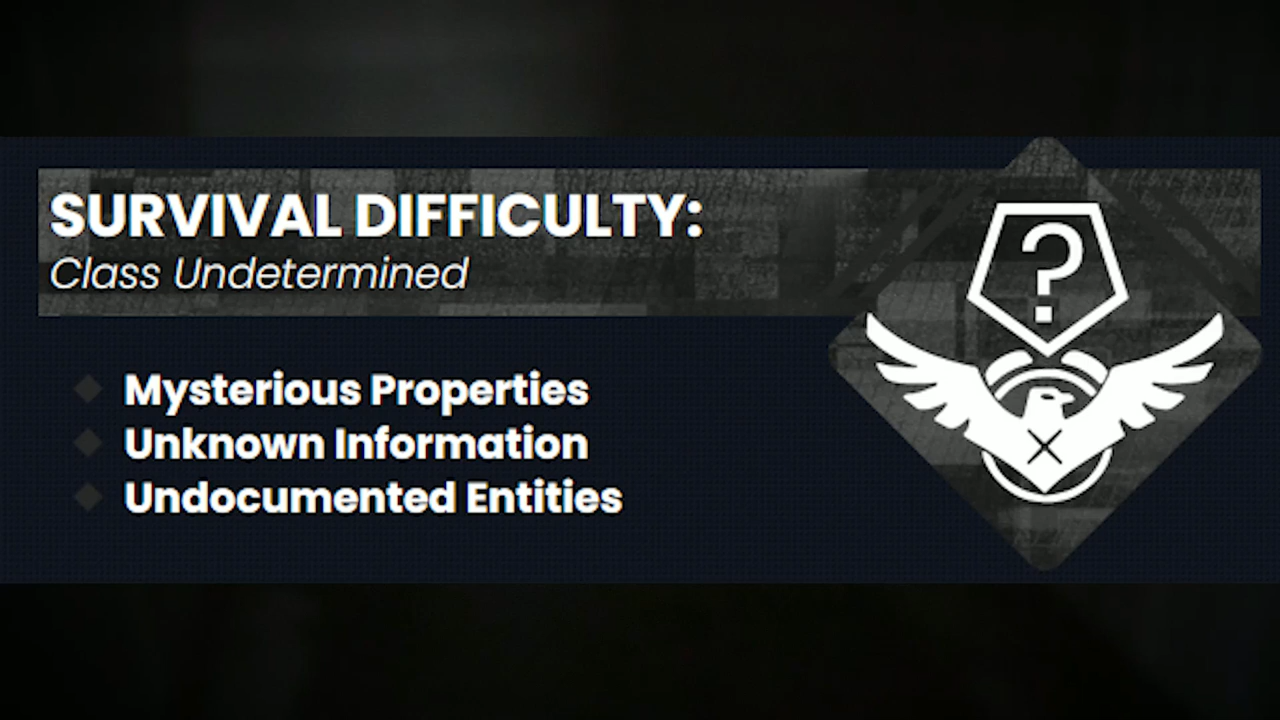 SURVIVAL DIFFICULTY:
Class Undetermined
?
Mysterious Properties
Unknown Information
Undocumented Entities